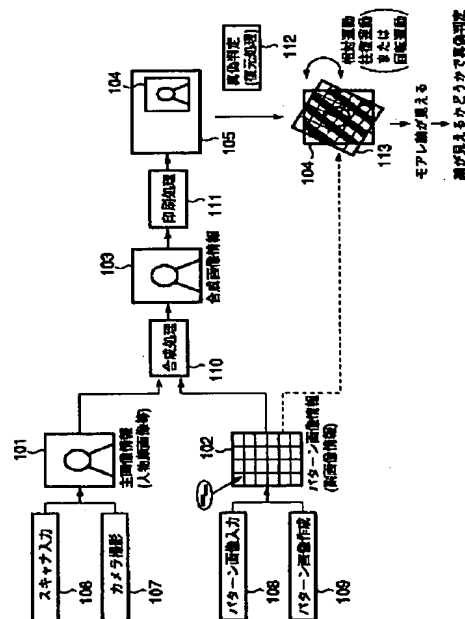 スキャナ入力
106
カメラ撮影
107
101
主画像情報
(人物顔画像等)
パターン画像入力
108
パターン画像作成
109
102
パターン画像情報
(副画像情報)
合成処理
110
103
合成画像情報
印刷処理
111
104
105
真偽判定
(復元処理)
112
相対運動
(往復運動
または
回転運動)
104
113
モアレ縞が見える
縞が見えるかどうかで真偽判定